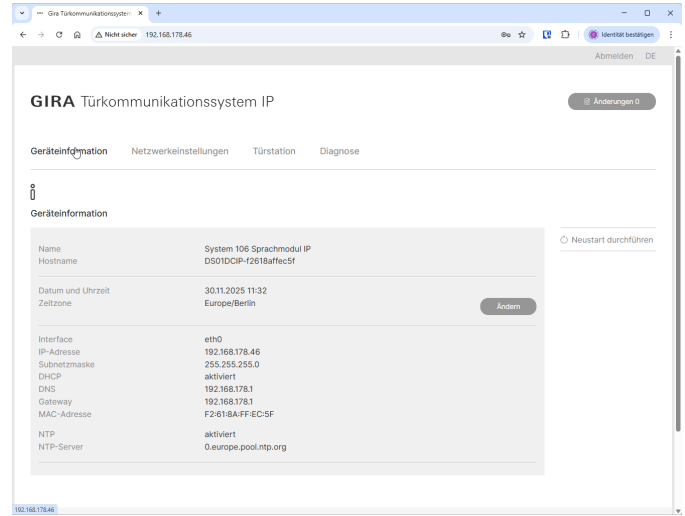 Gira Türkommunikationssystem
Nicht sicher 192.168.178.46
Identität bestätigen
Abmelden DE
GIRA Türkommunikationssystem IP
Änderungen 0
Geräteinformation Netzwerkeinstellungen Türstation Diagnose
Geräteinformation
Neustart durchführen
Name System 106 Sprachmodul IP
Hostname DS01DCIP-f2618affec5f
Datum und Uhrzeit 30.11.2025 11:32
Zeitzone Europe/Berlin
Ändern
Interface eth0
IP-Adresse 192.168.178.46
Subnetzmaske 255.255.255.0
DHCP aktiviert
DNS 192.168.178.1
Gateway 192.168.178.1
MAC-Adresse F2:61:8A:FF:EC:5F
NTP aktiviert
NTP-Server 0.europe.pool.ntp.org
192.168.178.46